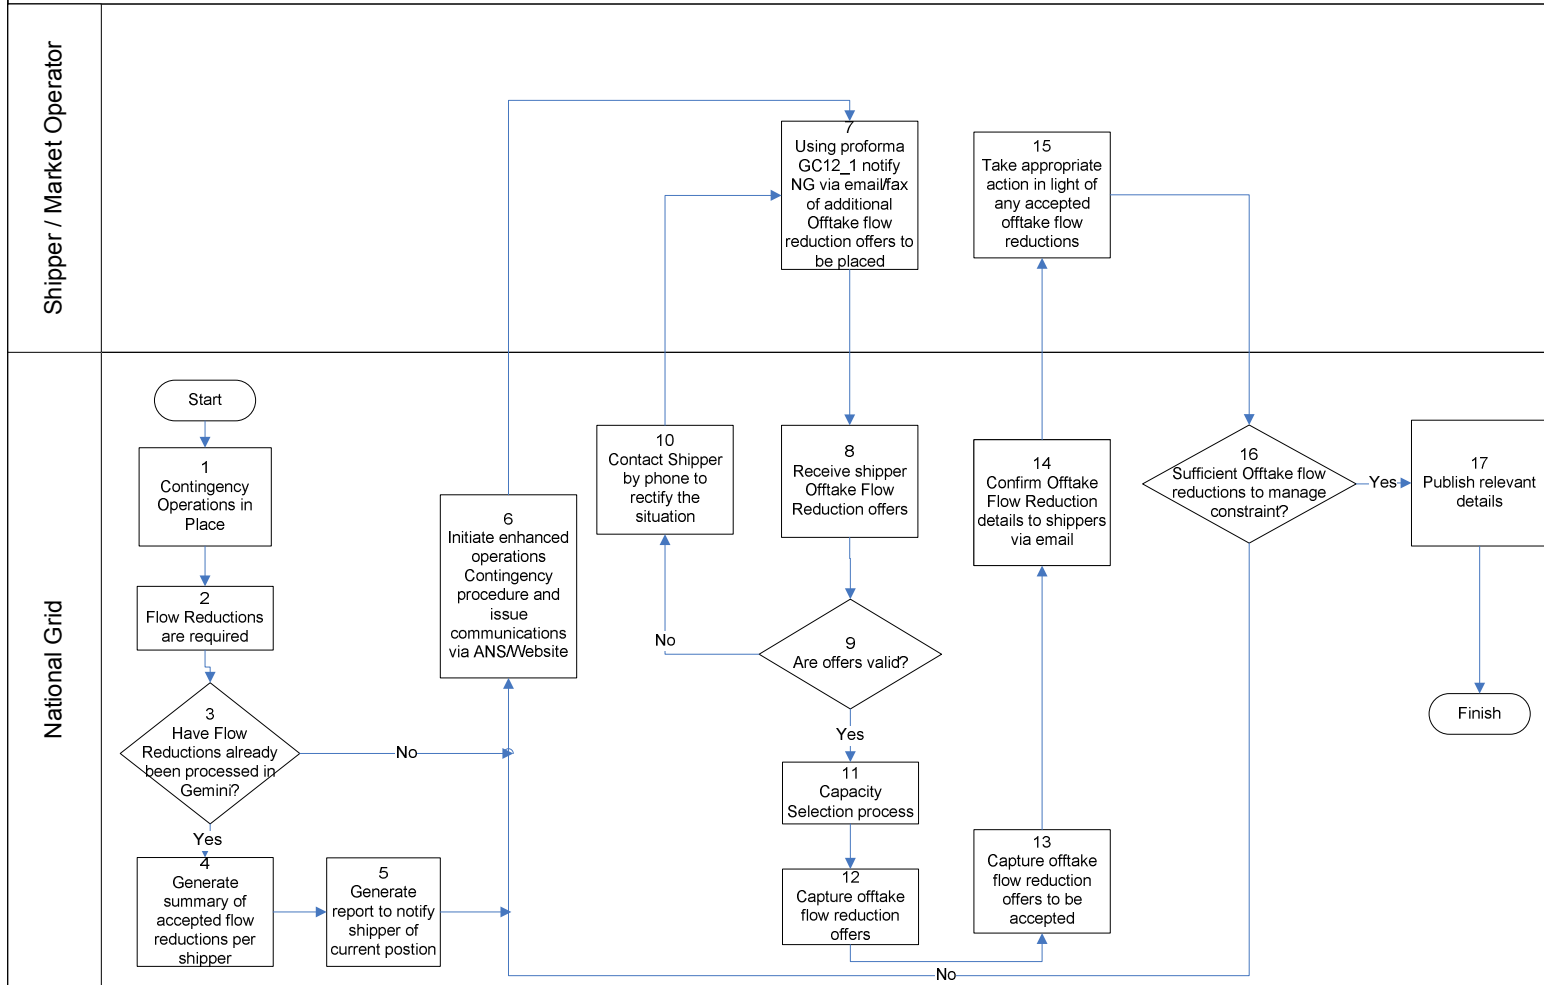 Shipper / Market Operator
7
Using proforma
GC12_1 notify
NG via email/fax
of additional
Offtake flow
reduction offers to
be placed
15
Take appropriate
action in light of
any accepted
offtake flow
reductions
National Grid
Start
1
Contingency
Operations in
Place
2
Flow Reductions
are required
3
Have Flow
Reductions already
been processed in
Gemini?
No
Yes
4
Generate
summary of
accepted flow
reductions per
shipper
5
Generate
report to notify
shipper of
current postion
6
Initiate enhanced
operations
Contingency
procedure and
issue
communications
via ANS/Website
10
Contact Shipper
by phone to
rectify the
situation
8
Receive shipper
Offtake Flow
Reduction offers
9
Are offers valid?
No
Yes
11
Capacity
Selection process
12
Capture offtake
flow reduction
offers
13
Capture offtake
flow reduction
offers to be
accepted
14
Confirm Offtake
Flow Reduction
details to shippers
via email
16
Sufficient Offtake flow
reductions to manage
constraint?
Yes
No
17
Publish relevant
details
Finish